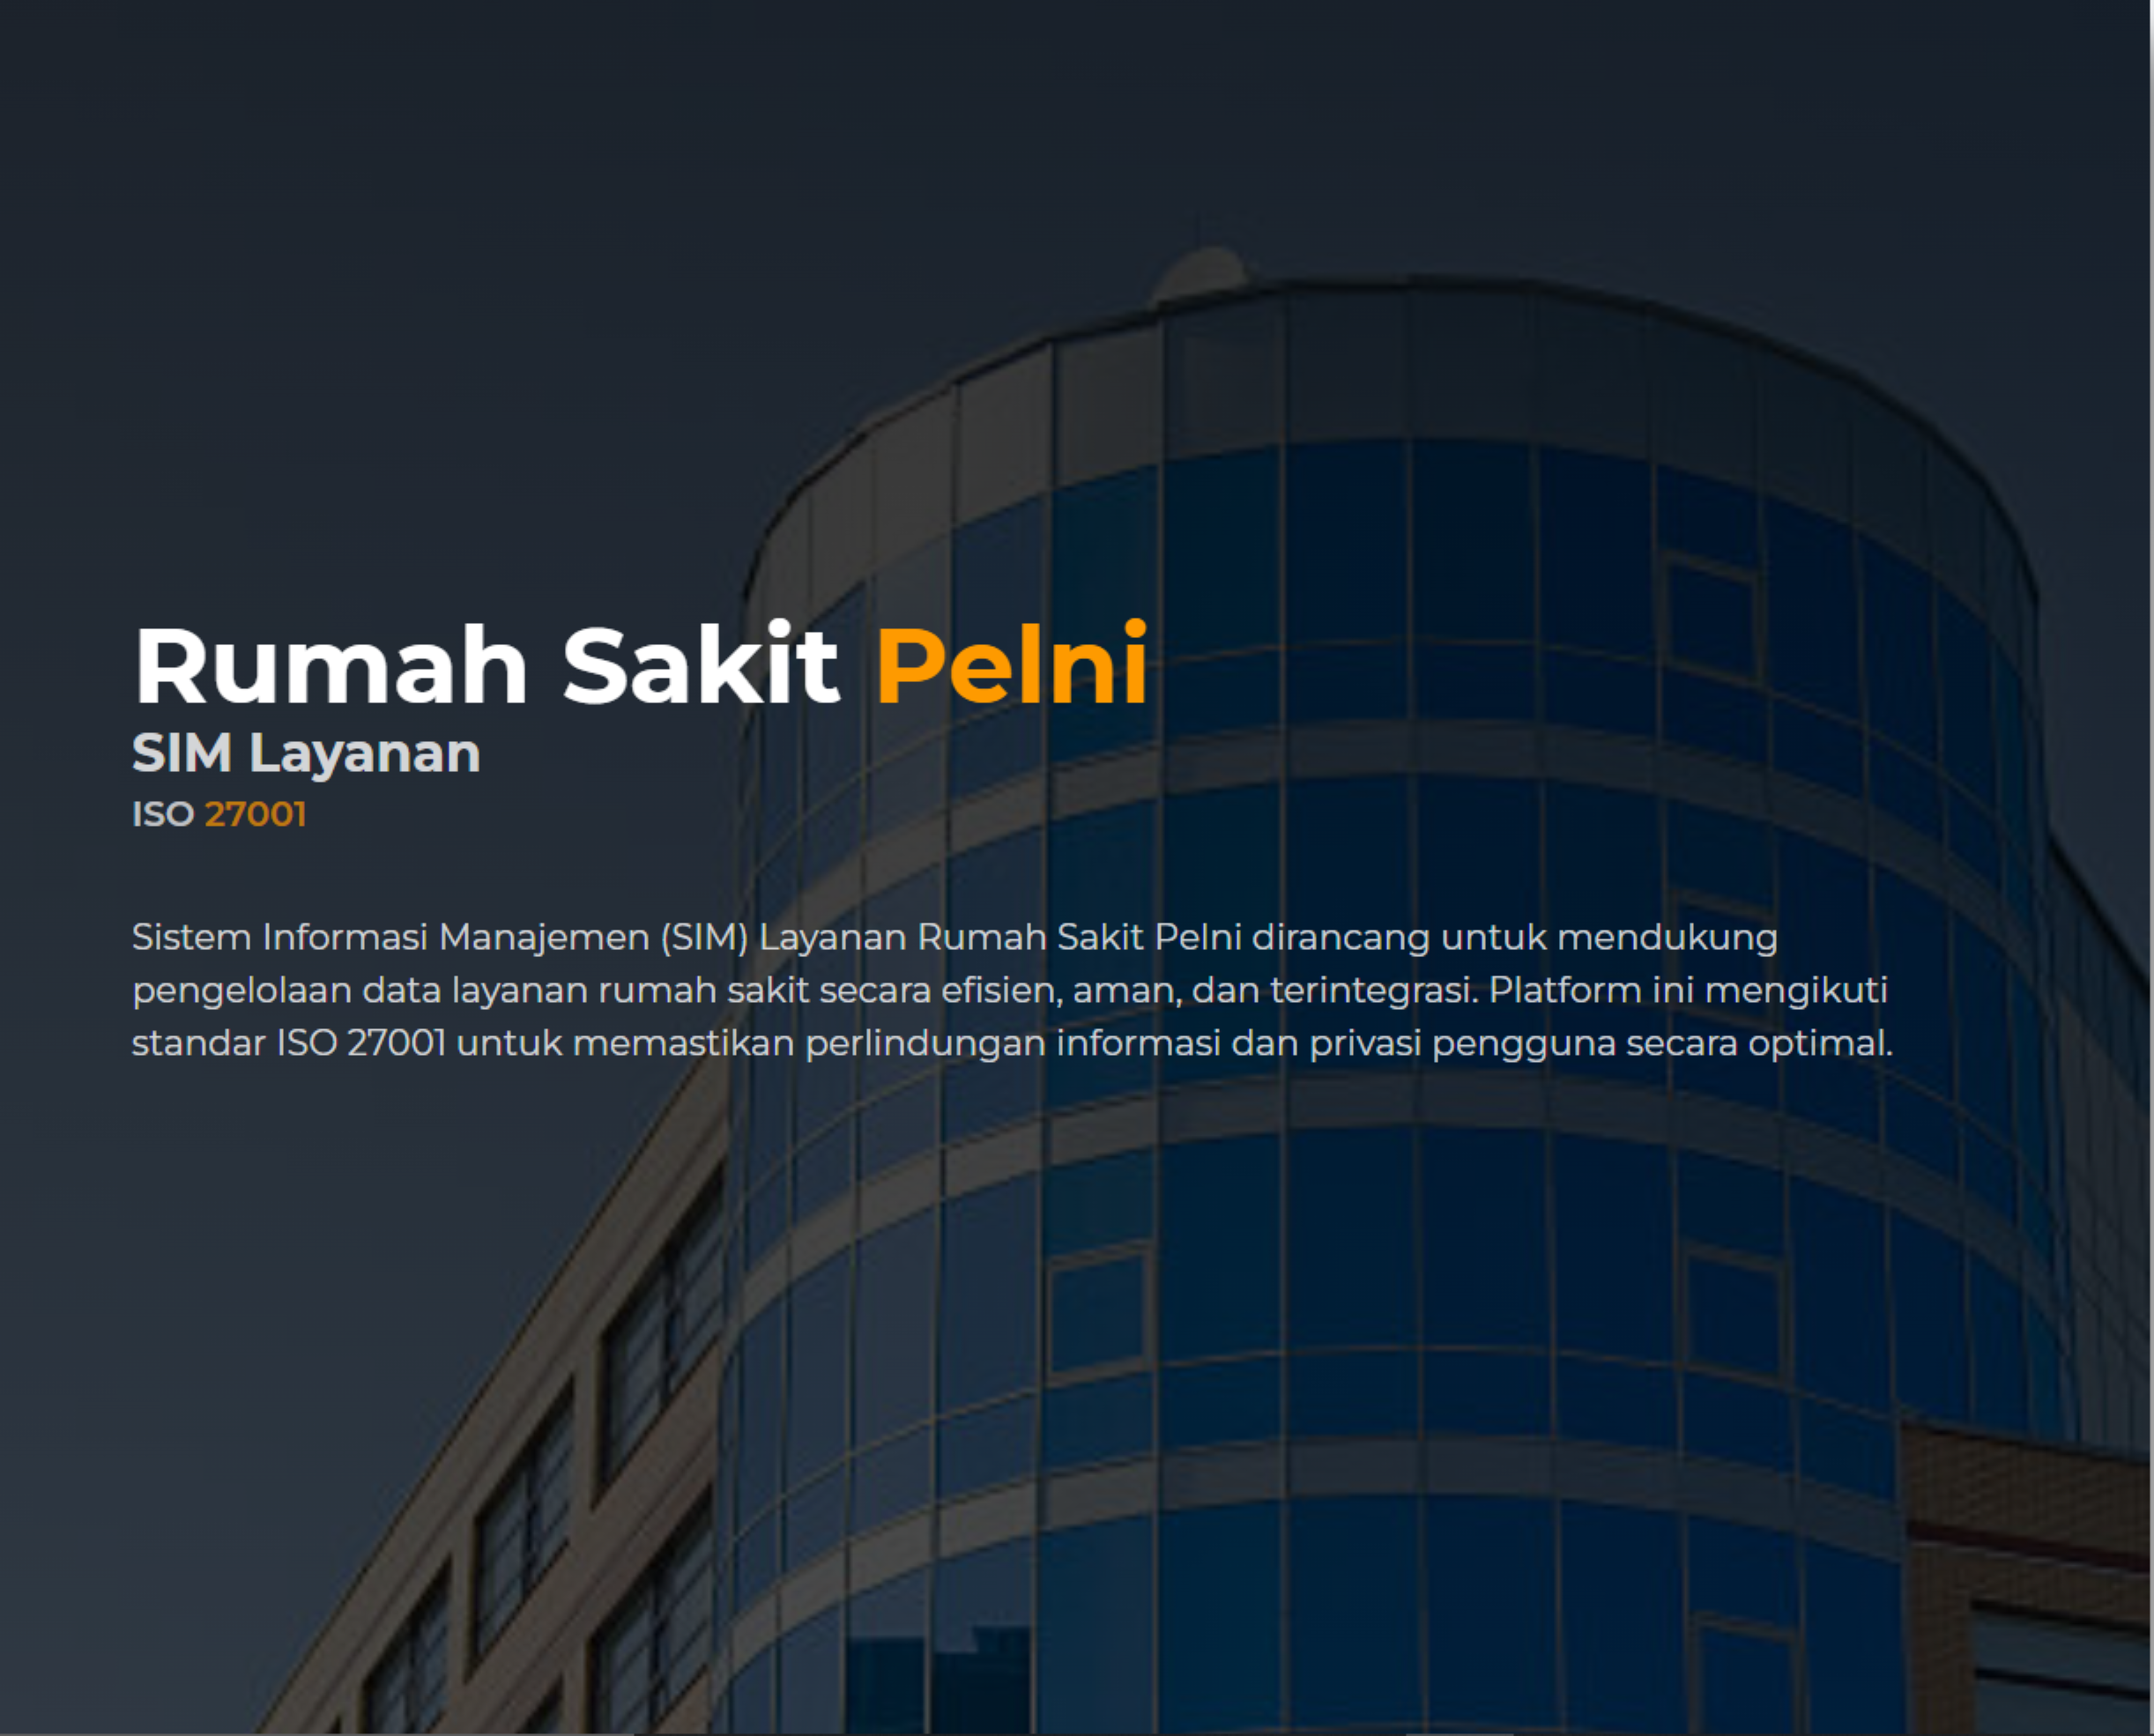 Rumah Sakit Pelni
SIM Layanan
ISO 27001
Sistem Informasi Manajemen (SIM) Layanan Rumah Sakit Pelni dirancang untuk mendukung
pengelolaan data layanan rumah sakit secara efisien, aman, dan terintegrasi. Platform ini mengikuti
standar ISO 27001 untuk memastikan perlindungan informasi dan privasi pengguna secara optimal.